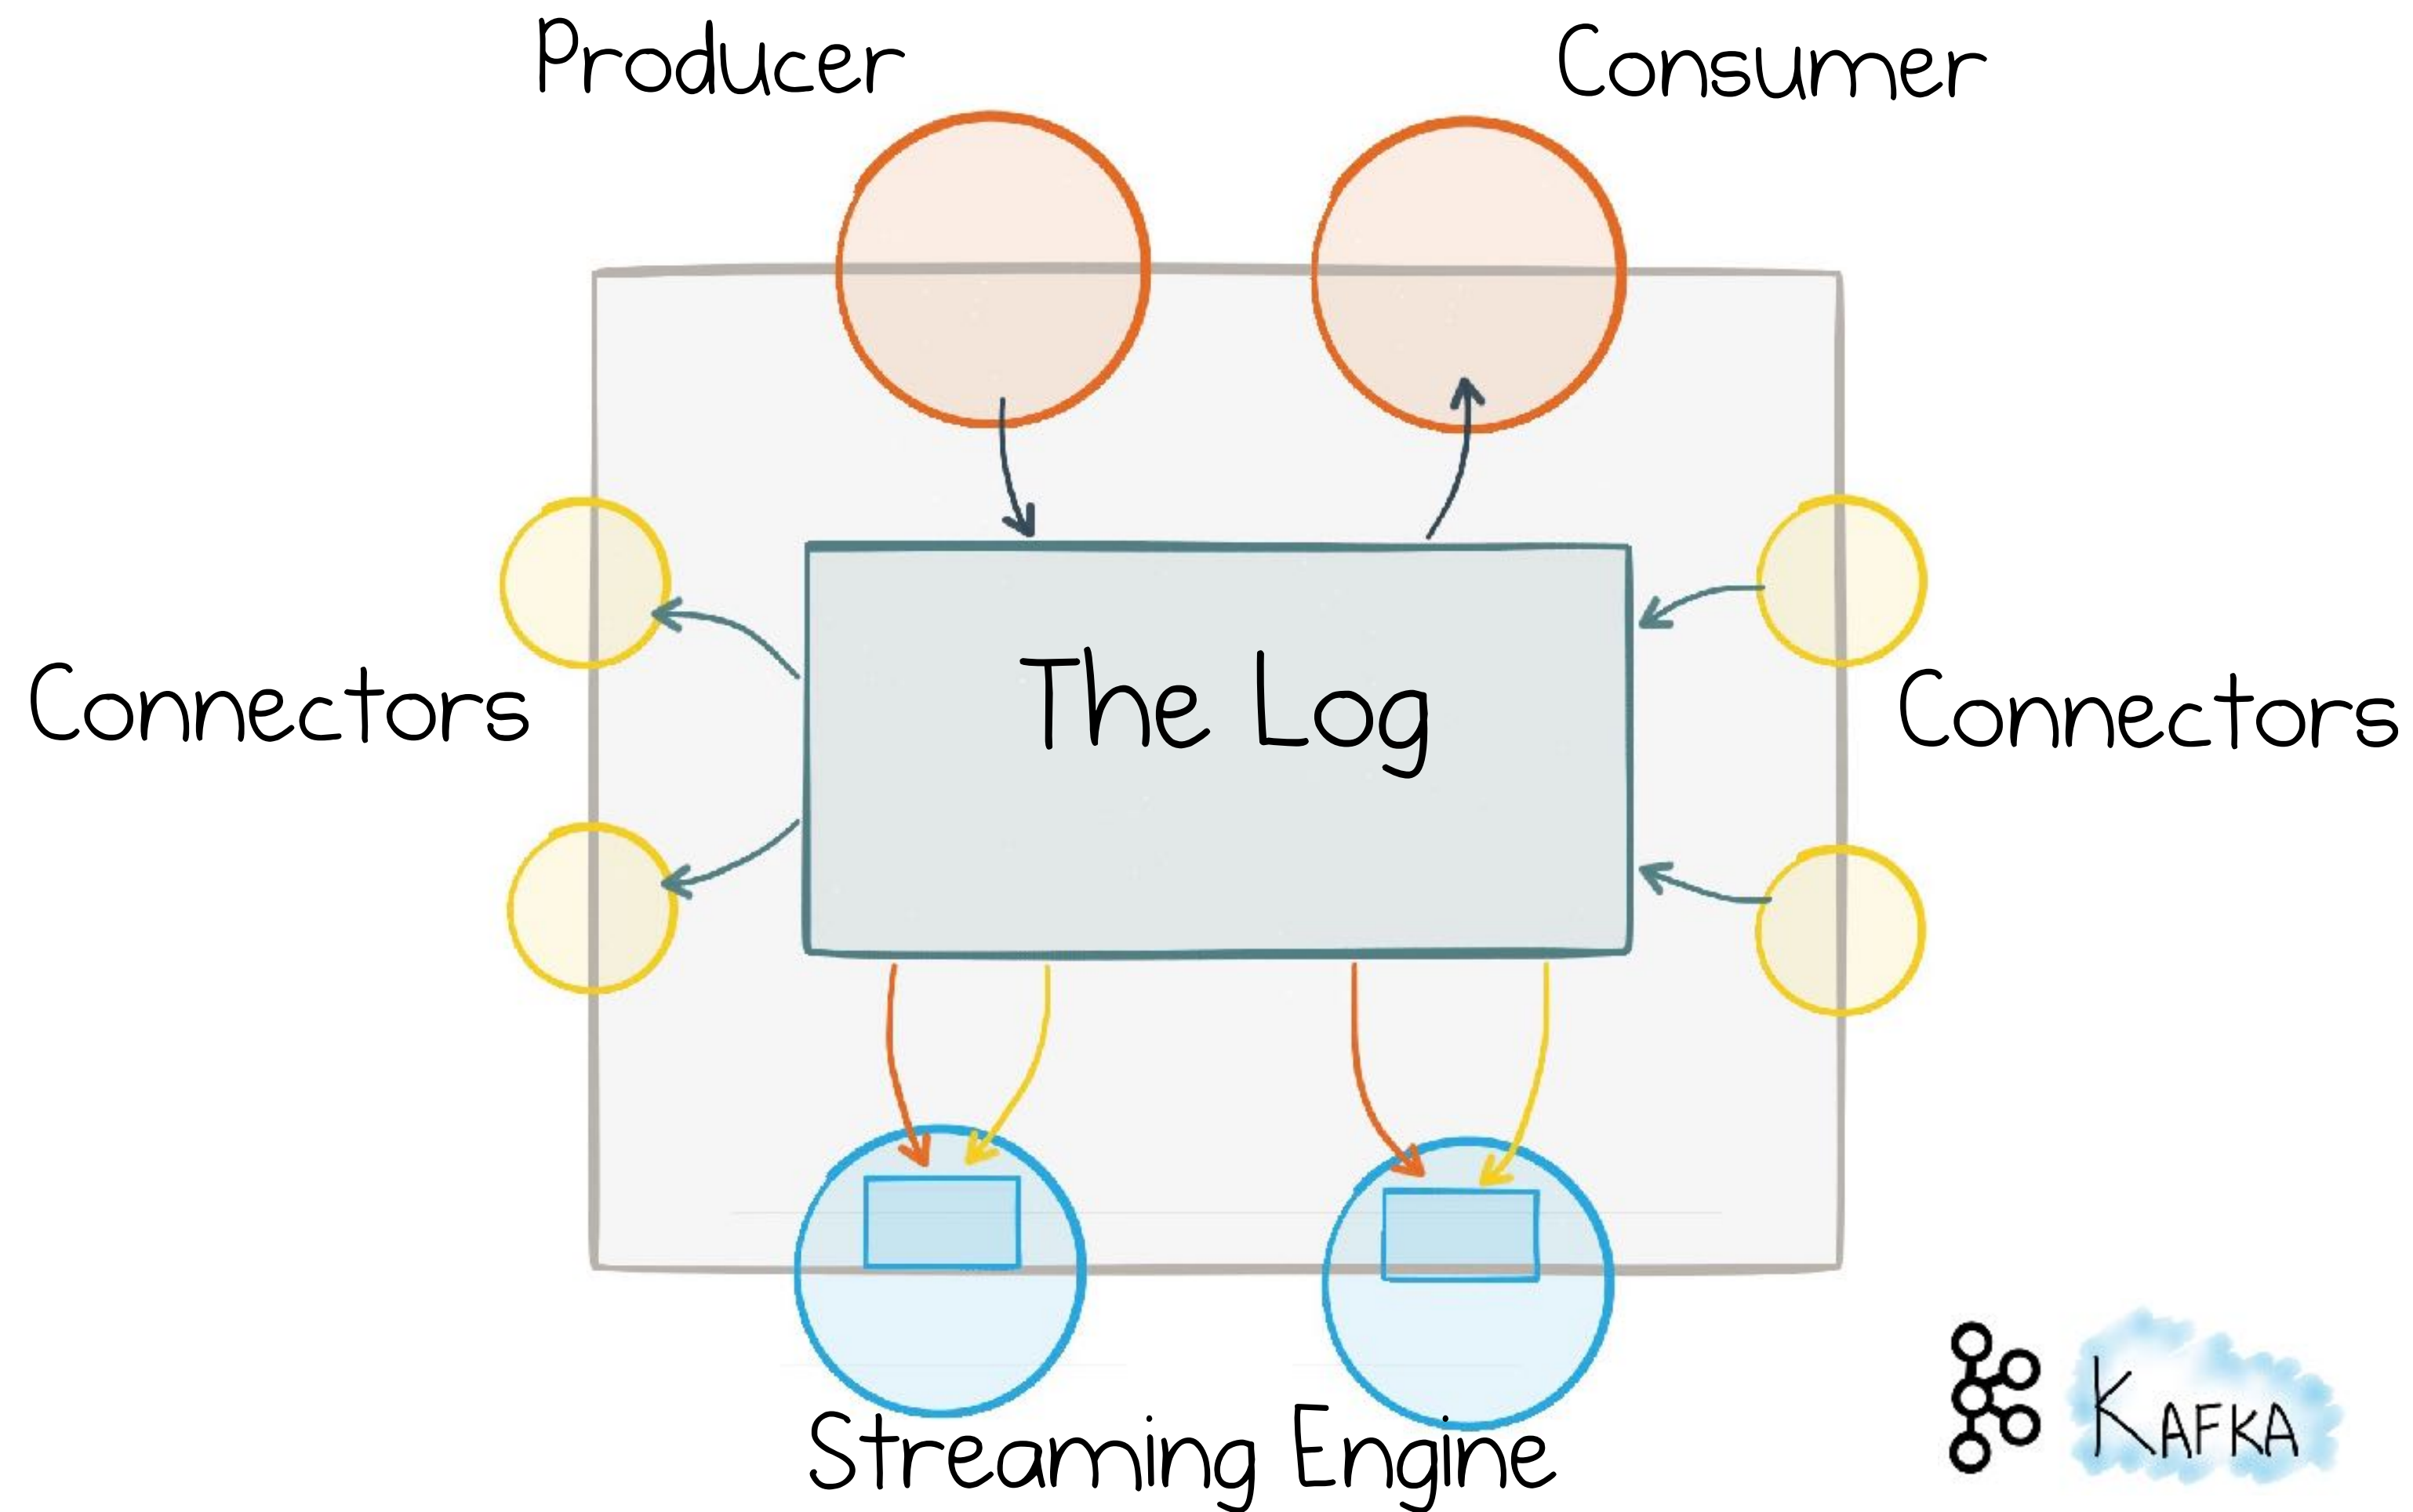 Producer
Consumer
Connectors
The Log
Connectors
Streaming Engine
KAFKA